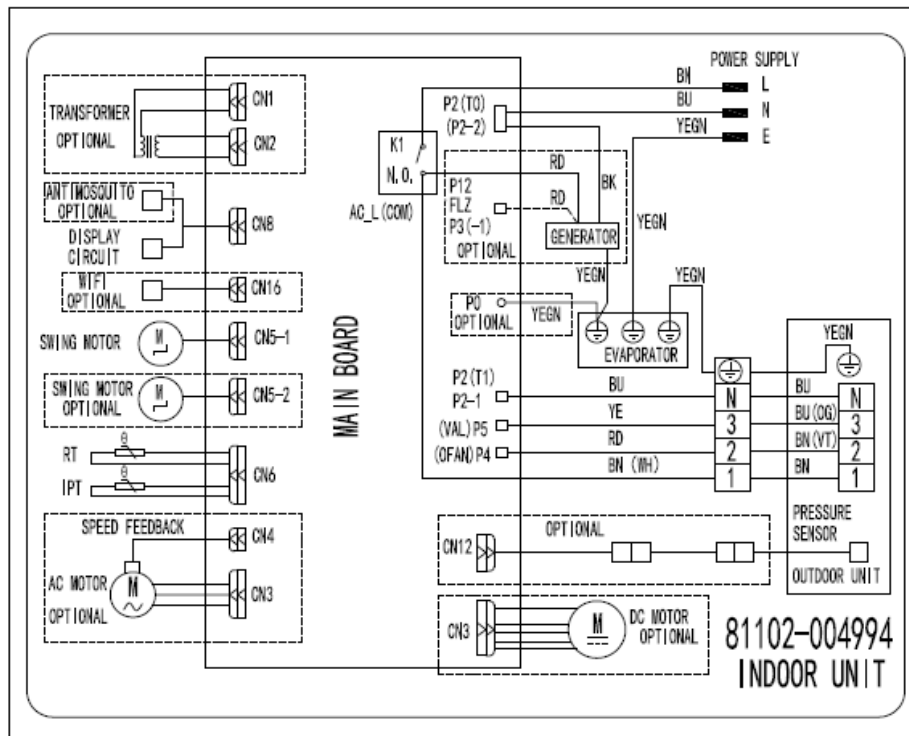 TRANSFORMER
OPTIONAL
CN1
CN2
ANTIMOSQUITO
OPTIONAL
DISPLAY
CIRCUIT
CN8
WIFI
OPTIONAL
CN16
SWING MOTOR
M
CN5-1
SWING MOTOR
OPTIONAL
M
CN5-2
RT
θ
IPT
θ
CN6
SPEED FEEDBACK
CN4
AC MOTOR
OPTIONAL
M
CN3
MAIN BOARD
POWER SUPPLY
BN
L
BU
N
YEGN
E
P2(T0)
(P2-2)
K1
N.O.
AC_L(COM)
RD
BK
P12
FLZ
P3(-1)
OPTIONAL
RD
GENERATOR
YEGN
YEGN
YEGN
P0
OPTIONAL
YEGN
EVAPORATOR
P2(T1)
P2-1
BU
(VAL)P5
YE
(OFAN)P4
RD
BN(WH)
N
3
2
1
YEGN
BU
BU(OG)
BN(VT)
BN
N
3
2
1
PRESSURE
SENSOR
OUTDOOR UNIT
OPTIONAL
CN12
CN3
M
DC MOTOR
OPTIONAL
81102-004994
INDOOR UNIT